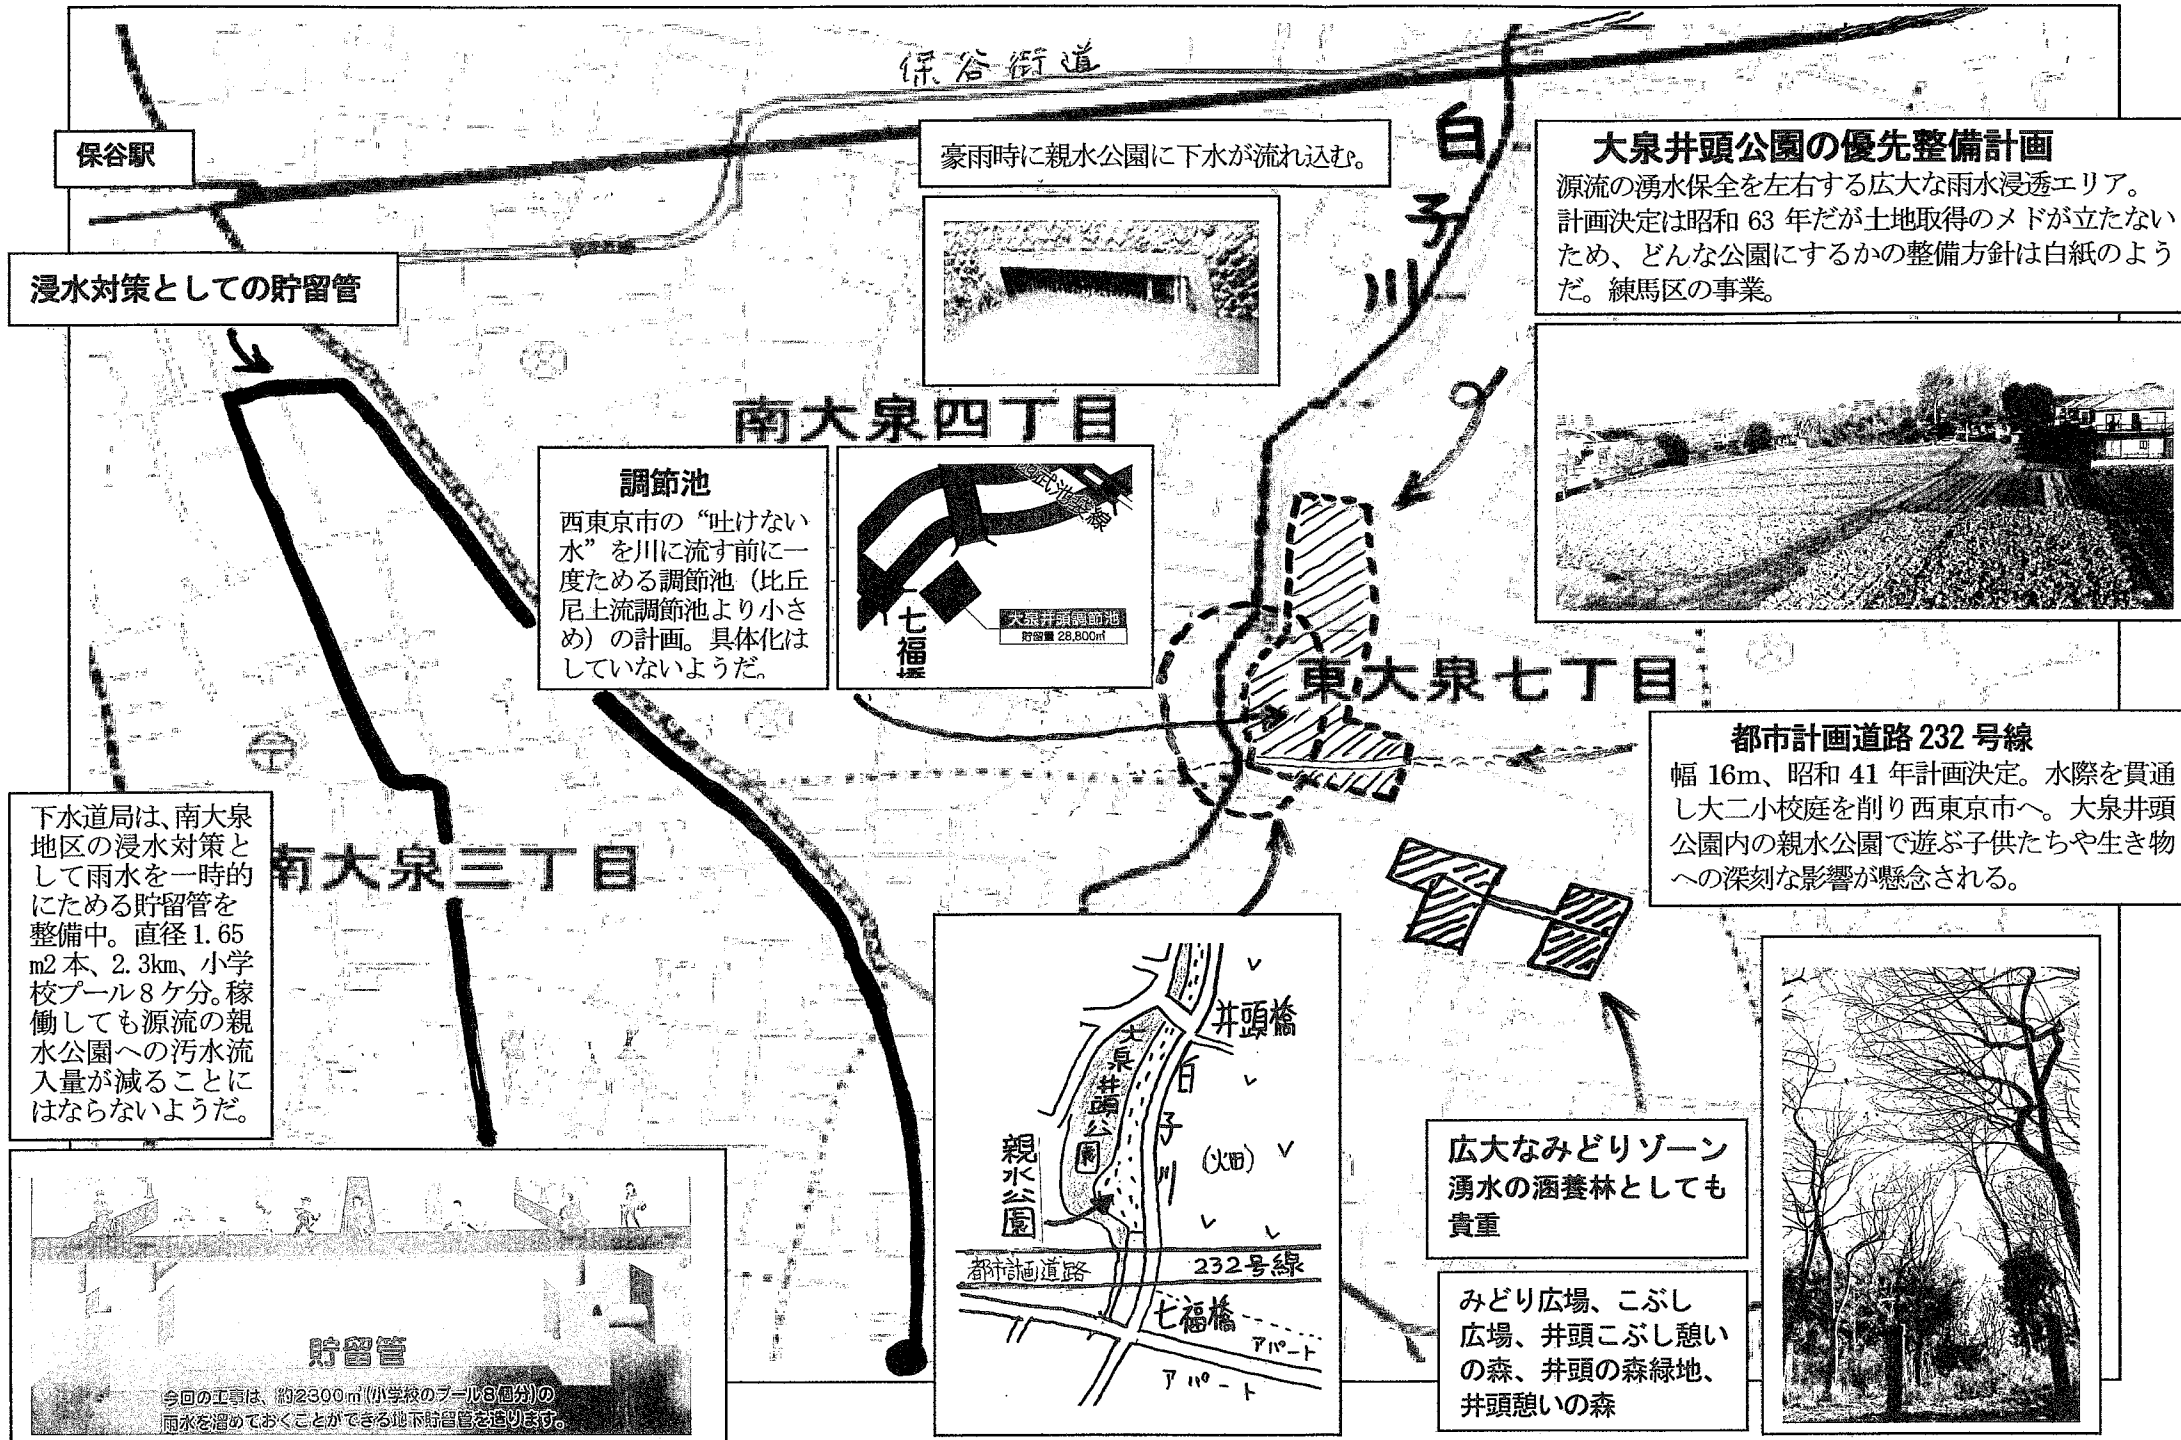 保谷街道
保谷駅
豪雨時に親水公園に下水が流れ込む。
白子川
大泉井頭公園の優先整備計画
源流の湧水保全を左右する広大な雨水浸透エリア。
計画決定は昭和 63 年だが土地取得のメドが立たない
ため、どんな公園にするかの整備方針は白紙のよう
だ。練馬区の事業。
浸水対策としての貯留管
南大泉四丁目
調節池
西東京市の“吐けない
水”を川に流す前に一
度ためる調節池（比丘
尼上流調節池より小さ
め）の計画。具体化は
していないようだ。
武池袋線
七福橋
大泉井頭調節池
貯留量 28,800㎥
東大泉七丁目
都市計画道路 232 号線
幅 16m、昭和 41 年計画決定。水際を貫通
し大二小校庭を削り西東京市へ。大泉井頭
公園内の親水公園で遊ぶ子供たちや生き物
への深刻な影響が懸念される。
下水道局は、南大泉
地区の浸水対策と
して雨水を一時的
にためる貯留管を
整備中。直径 1.65
m2 本、2.3km、小学
校プール 8 ケ分。稼
働しても源流の親
水公園への汚水流
入量が減ることに
はならないようだ。
南大泉三丁目
井頭橋
大泉井頭公園
白子川
(畑)
親水公園
都市計画道路 232号線
七福橋
アパート
アパート
広大なみどりゾーン
湧水の涵養林としても
貴重
みどり広場、こぶし
広場、井頭こぶし憩い
の森、井頭の森緑地、
井頭憩いの森
貯留管
今回の工事は、約2300㎥(小学校のプール8個分)の
雨水を溜めておくことができる地下貯留管を造ります。